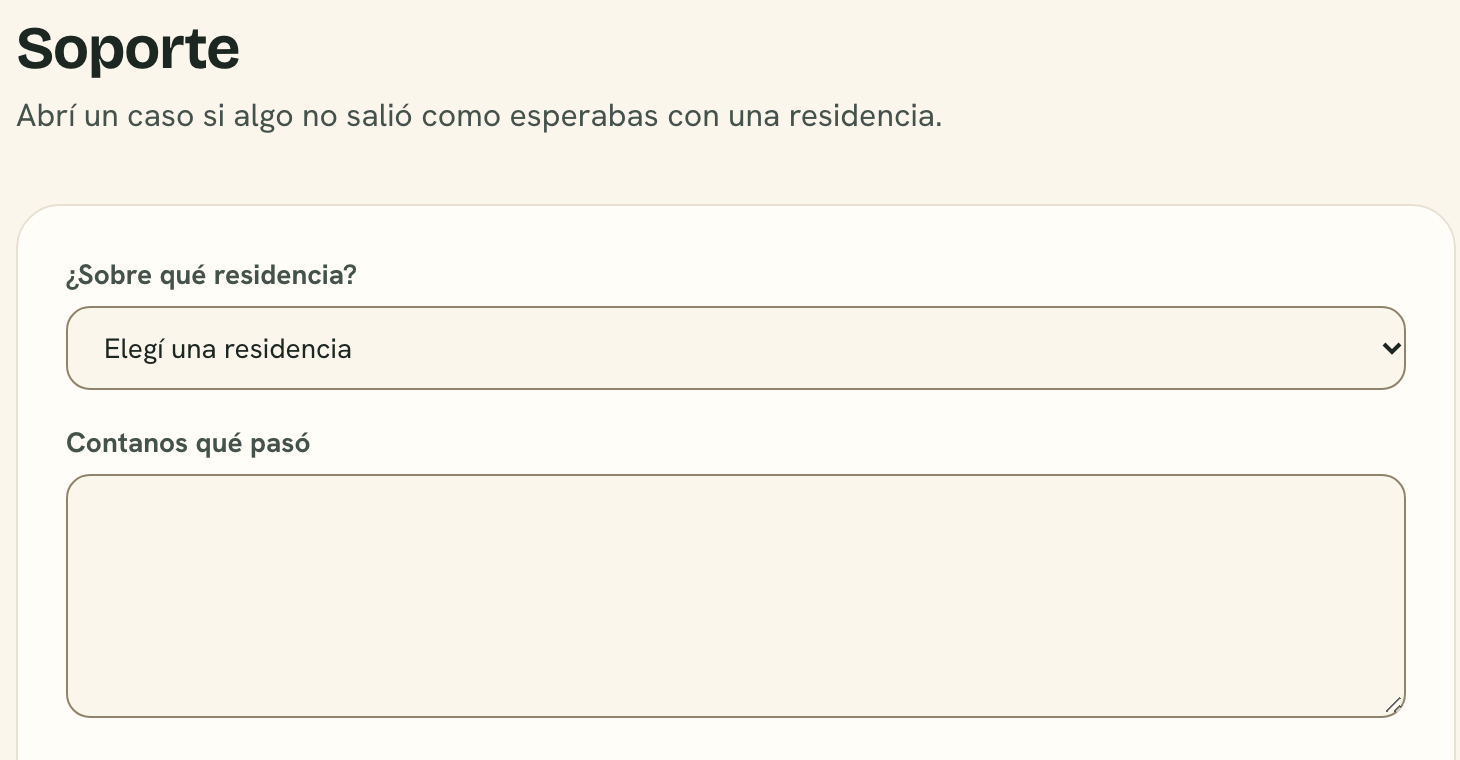 Soporte
Abrí un caso si algo no salió como esperabas con una residencia.
¿Sobre qué residencia?
Elegí una residencia
Contanos qué pasó